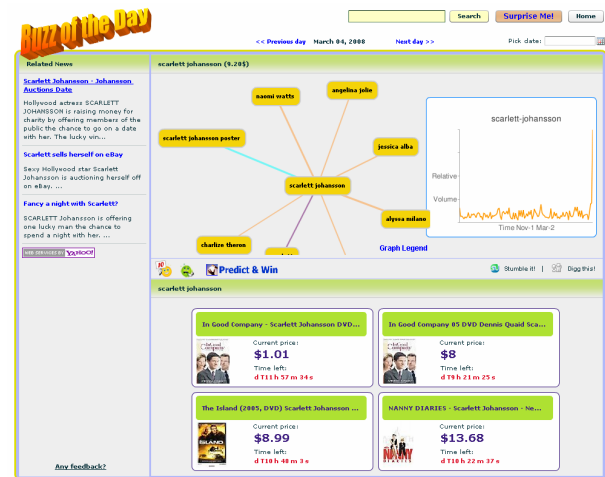 Buzz of the Day
Search
Surprise Me!
Home
<< Previous day March 04, 2008 Next day >>
Pick date:
Related News
Scarlett Johansson - Johansson
Auctions Date
Hollywood actress SCARLETT
JOHANSSON is raising money for
charity by offering members of the
public the chance to go on a date
with her. The lucky win...
Scarlett sells herself on eBay
Sexy Hollywood star Scarlett
Johansson is auctioning herself off
on eBay. ...
Fancy a night with Scarlett?
SCARLETT Johansson is offering
one lucky man the chance to
spend a night with her. ...
WEB SERVICES BY YAHOO!
Any feedback?
scarlett johansson (9.20$)
naomi watts
angelina jolie
scarlett johansson poster
jessica alba
scarlett johansson
alyssa milano
charlize theron
Graph Legend
scarlett-johansson
Relative
Volume
Time Nov-1 Mar-2
Predict & Win
Stumble it! | Digg this!
scarlett johansson
In Good Company - Scarlett Johansson DVD...
Current price:
$1.01
Time left:
d T11 h 57 m 34 s
In Good Company 05 DVD Dennis Quaid Sca...
Current price:
$8
Time left:
d T9 h 21 m 25 s
The Island (2005, DVD) Scarlett Johansson ...
Current price:
$8.99
Time left:
d T10 h 48 m 3 s
NANNY DIARIES - Scarlett Johansson - Ne...
Current price:
$13.68
Time left:
d T10 h 22 m 37 s